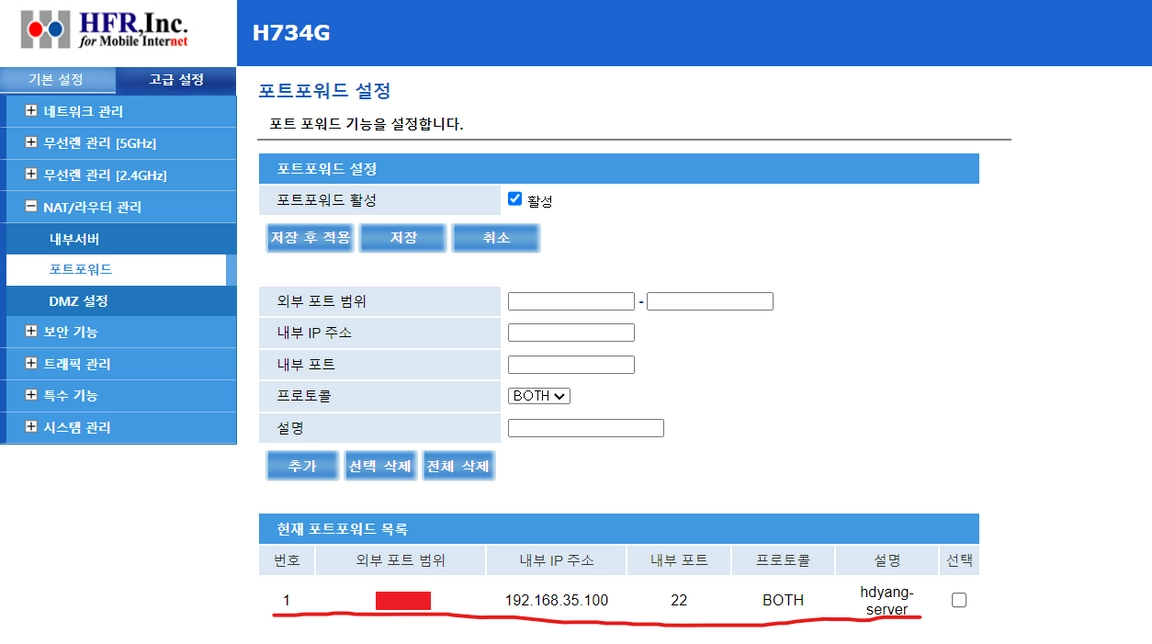 HFR,Inc.
for Mobile Internet
H734G
기본 설정
고급 설정
네트워크 관리
무선랜 관리 [5GHz]
무선랜 관리 [2.4GHz]
NAT/라우터 관리
내부서버
포트포워드
DMZ 설정
보안 기능
트래픽 관리
특수 기능
시스템 관리
포트포워드 설정
포트 포워드 기능을 설정합니다.
포트포워드 설정
포트포워드 활성
활성
저장 후 적용
저장
취소
외부 포트 범위 -
내부 IP 주소
내부 포트
프로토콜 BOTH
설명
추가
선택 삭제
전체 삭제
현재 포트포워드 목록
번호 외부 포트 범위 내부 IP 주소 내부 포트 프로토콜 설명 선택
1 192.168.35.100 22 BOTH hdyang-
server